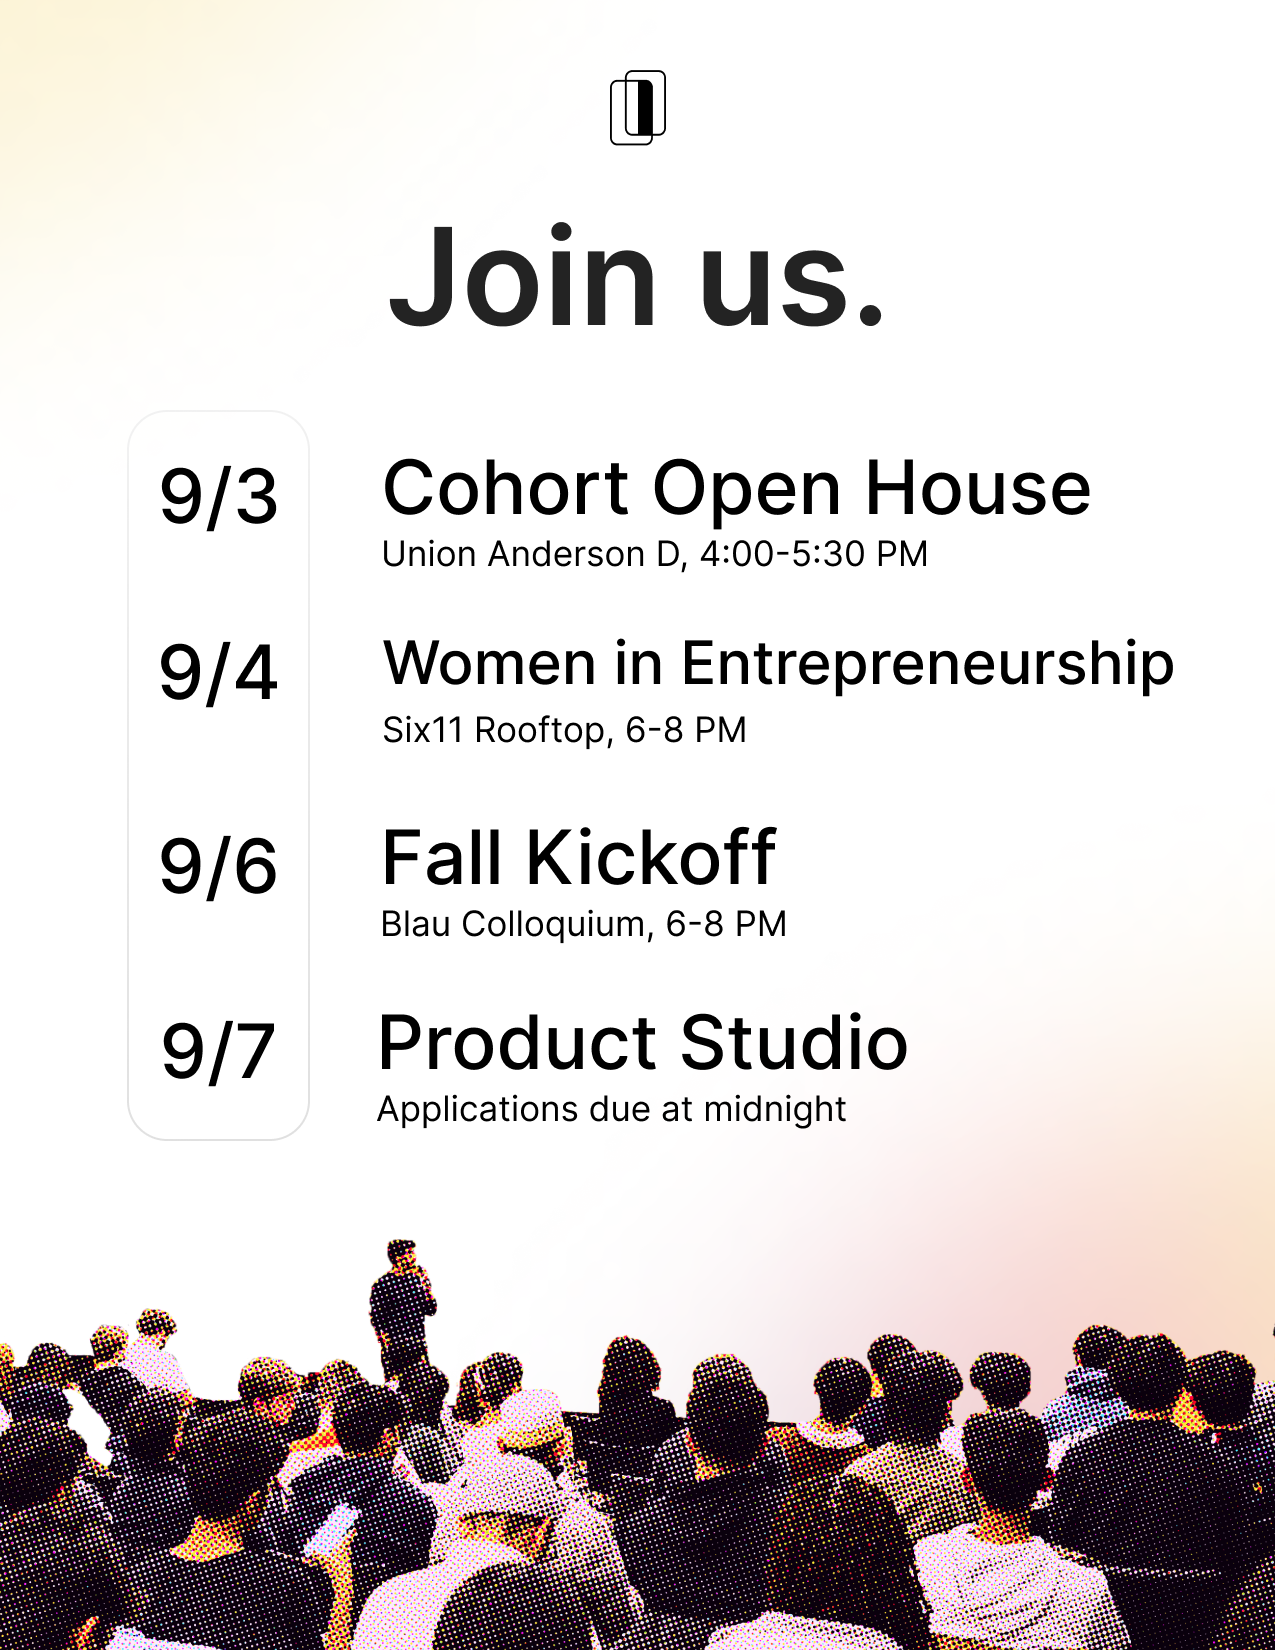 Join us.
9/3
Cohort Open House
Union Anderson D, 4:00-5:30 PM
9/4
Women in Entrepreneurship
Six11 Rooftop, 6-8 PM
9/6
Fall Kickoff
Blau Colloquium, 6-8 PM
9/7
Product Studio
Applications due at midnight